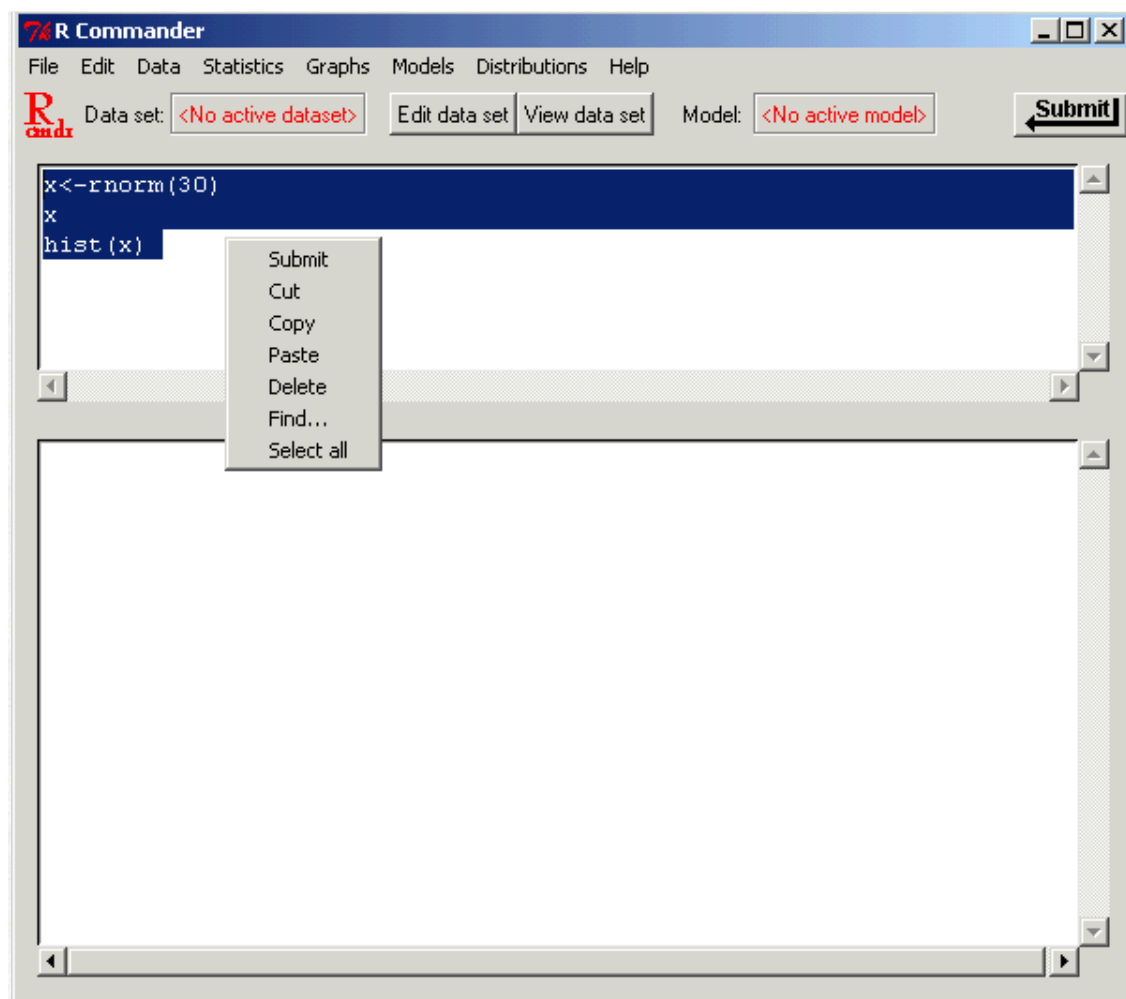 R Commander
File Edit Data Statistics Graphs Models Distributions Help
R cmdr Data set: <No active dataset> Edit data set View data set Model: <No active model> Submit
x<-rnorm(30)
x
hist(x)
Submit
Cut
Copy
Paste
Delete
Find...
Select all